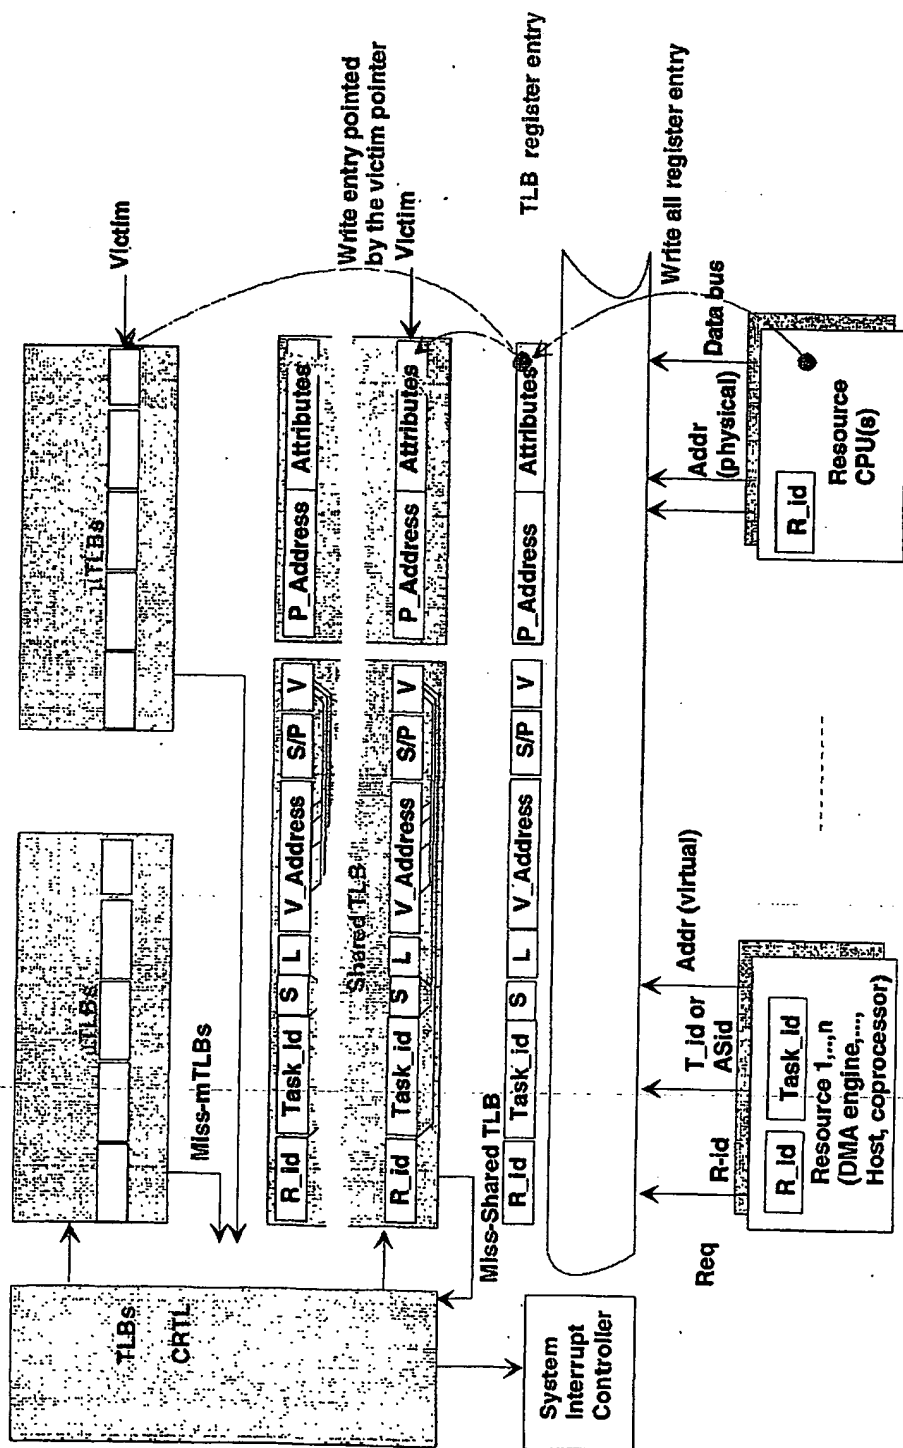 TLBs
CRTL
μTLBs
μTLBs
Victim
Miss-mTLBs
R_id Task_id S L V_Address S/P V P_Address Attributes
Shared TLB
Write entry pointed
by the victim pointer
R_id Task_id S L V_Address S/P V P_Address Attributes
Victim
Miss-Shared TLB
R_id Task_id S L V_Address S/P V P_Address Attributes
TLB register entry
System
Interrupt
Controller
Write all register entry
Req
R-id
T_id or
ASid
Addr (virtual)
Addr
(physical)
Data bus
R_id Task_id
Resource 1,..,n
(DMA engine,...,
Host, coprocessor)
R_id
Resource
CPU(s)